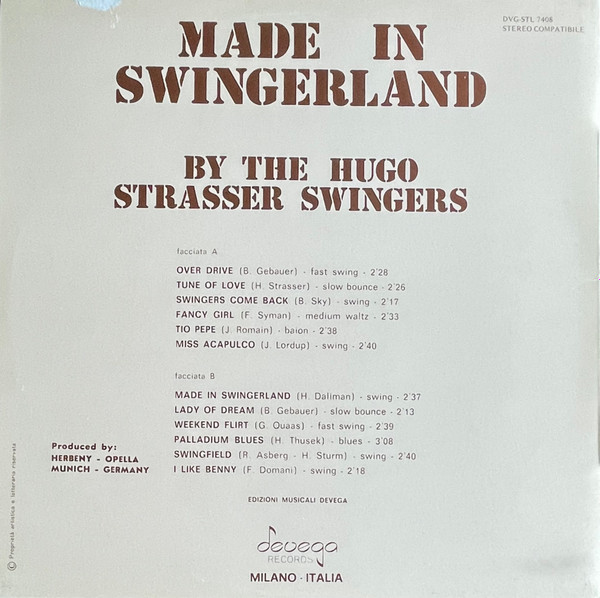 DVG-STL 7408
STEREO COMPATIBILE
MADE IN
SWINGERLAND
BY THE HUGO
STRASSER SWINGERS
facciata A
OVER DRIVE (B. Gebauer) - fast swing - 2'28
TUNE OF LOVE (H. Strasser) - slow bounce - 2'26
SWINGERS COME BACK (B. Sky) - swing - 2'17
FANCY GIRL (F. Syman) - medium waltz - 2'33
TIO PEPE (J. Romain) - baion - 2'38
MISS ACAPULCO (J. Lordup) - swing - 2'40
facciata B
MADE IN SWINGERLAND (H. Daliman) - swing - 2'37
LADY OF DREAM (B. Gebauer) - slow bounce - 2'13
WEEKEND FLIRT (G. Quaas) - fast swing - 2'39
PALLADIUM BLUES (H. Thusek) - blues - 3'08
SWINGFIELD (R. Asberg - H. Sturm) - swing - 2'40
I LIKE BENNY (F. Domani) - swing - 2'18
Produced by:
HERBENY - OPELLA
MUNICH - GERMANY
© Proprietà artistica e letteraria riservata
EDIZIONI MUSICALI DEVEGA
devega
RECORDS
MILANO - ITALIA